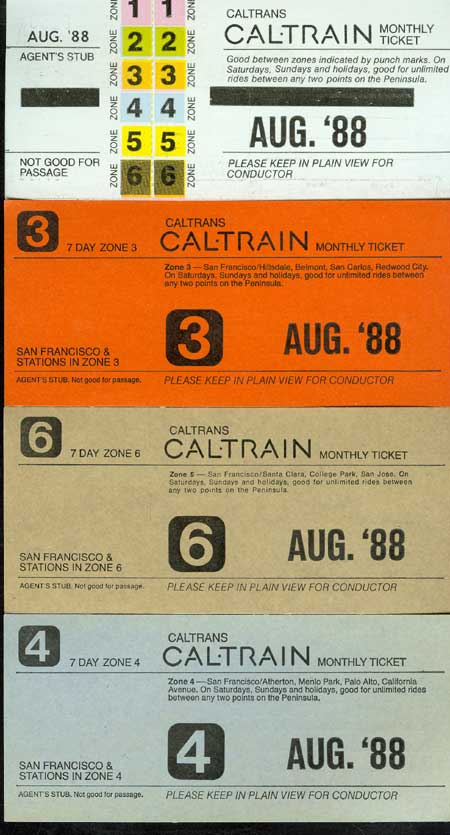 AUG. '88
AGENT'S STUB
NOT GOOD FOR
PASSAGE
ZONE 1 1 ZONE
ZONE 2 2 ZONE
ZONE 3 3 ZONE
ZONE 4 4 ZONE
ZONE 5 5 ZONE
ZONE 6 6 ZONE
CALTRANS
CALTRAIN MONTHLY
TICKET
Good between zones indicated by punch marks. On
Saturdays, Sundays and holidays, good for unlimited
rides between any two points on the Peninsula.
AUG. '88
PLEASE KEEP IN PLAIN VIEW FOR
CONDUCTOR
3 7 DAY ZONE 3
SAN FRANCISCO &
STATIONS IN ZONE 3
AGENT'S STUB. Not good for passage.
CALTRANS
CALTRAIN MONTHLY TICKET
Zone 3 — San Francisco/Hillsdale, Belmont, San Carlos, Redwood City.
On Saturdays, Sundays and holidays, good for unlimited rides between
any two points on the Peninsula.
3 AUG. '88
PLEASE KEEP IN PLAIN VIEW FOR CONDUCTOR
6 7 DAY ZONE 6
SAN FRANCISCO &
STATIONS IN ZONE 6
AGENT'S STUB. Not good for passage.
CALTRANS
CALTRAIN MONTHLY TICKET
Zone 5 — San Francisco/Santa Clara, College Park, San Jose. On
Saturdays, Sundays and holidays, good for unlimited rides between
any two points on the Peninsula.
6 AUG. '88
PLEASE KEEP IN PLAIN VIEW FOR CONDUCTOR
4 7 DAY ZONE 4
SAN FRANCISCO &
STATIONS IN ZONE 4
AGENT'S STUB. Not good for passage.
CALTRANS
CALTRAIN MONTHLY TICKET
Zone 4 — San Francisco/Atherton, Menlo Park, Palo Alto, California
Avenue. On Saturdays, Sundays and holidays, good for unlimited rides
between any two points on the Peninsula.
4 AUG. '88
PLEASE KEEP IN PLAIN VIEW FOR CONDUCTOR